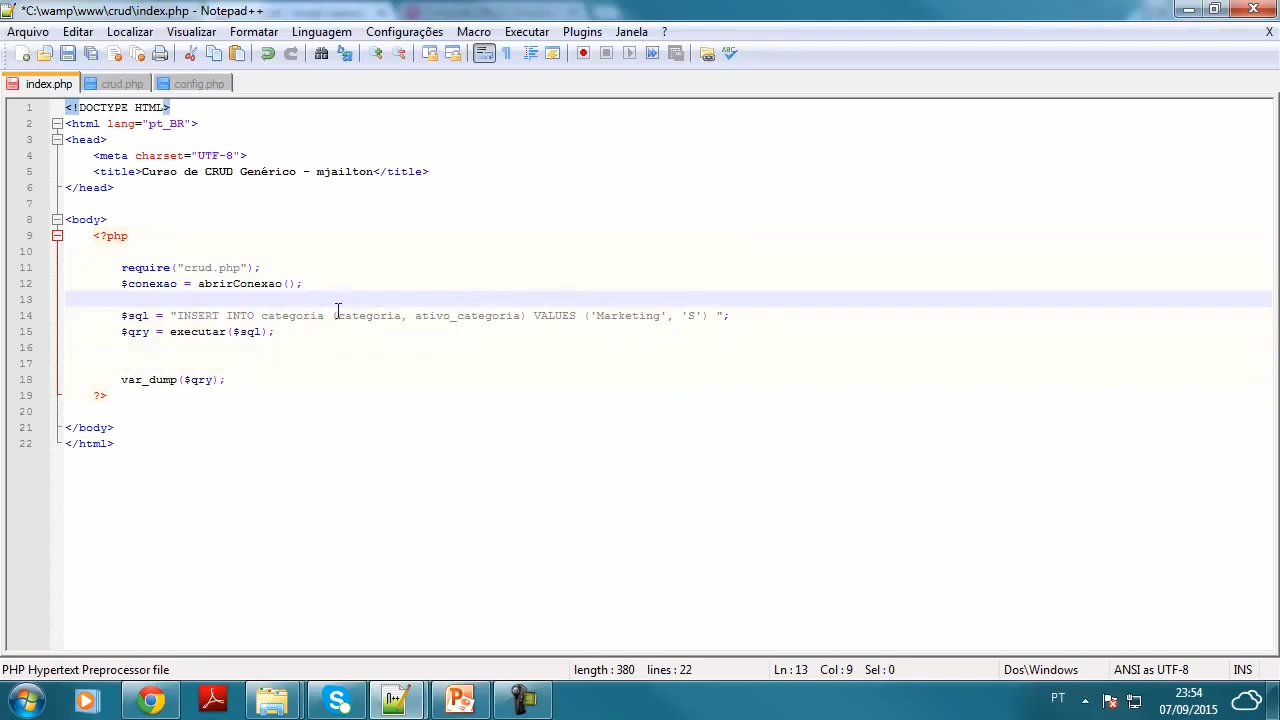 *C:\wamp\www\crud\index.php - Notepad++
Arquivo Editar Localizar Visualizar Formatar Linguagem Configurações Macro Executar Plugins Janela ? X
index.php crud.php config.php
1 <!DOCTYPE HTML>
2 <html lang="pt_BR">
3 <head>
4 <meta charset="UTF-8">
5 <title>Curso de CRUD Genérico - mjailton</title>
6 </head>
7
8 <body>
9 <?php
10
11 require("crud.php");
12 $conexao = abrirConexao();
13
14 $sql = "INSERT INTO categoria (categoria, ativo_categoria) VALUES ('Marketing', 'S') ";
15 $qry = executar($sql);
16
17
18 var_dump($qry);
19 ?>
20
21 </body>
22 </html>
PHP Hypertext Preprocessor file length : 380 lines : 22 Ln : 13 Col : 9 Sel : 0 Dos\Windows ANSI as UTF-8 INS
PT 23:54
07/09/2015